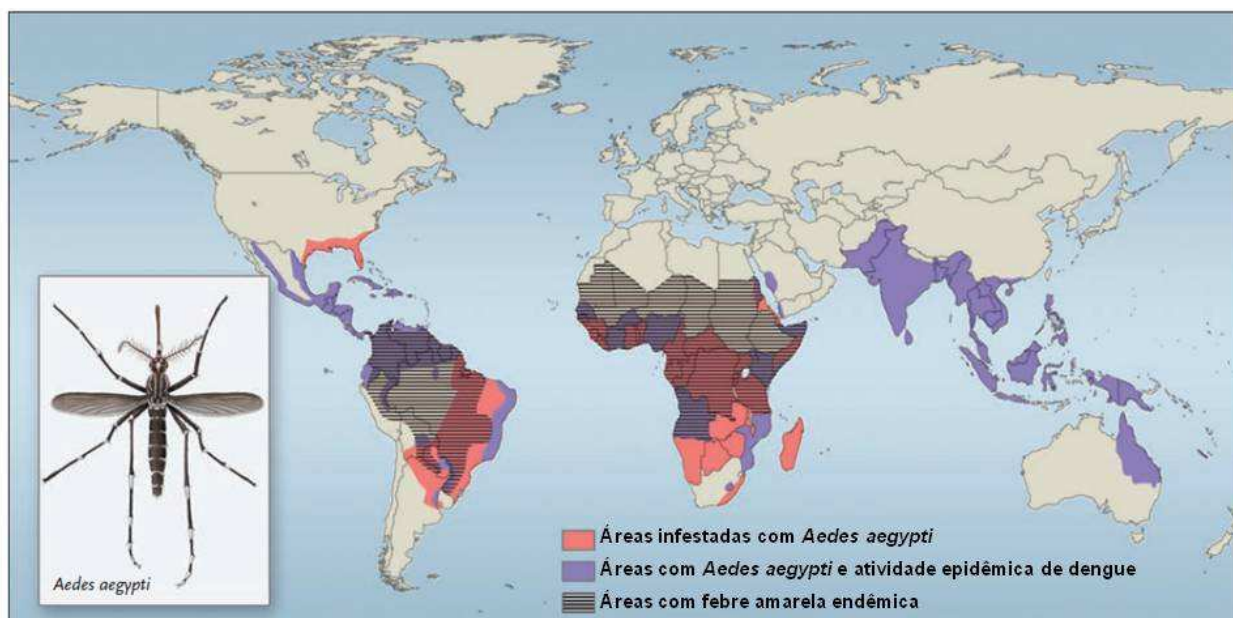 Aedes aegypti
Áreas infestadas com Aedes aegypti
Áreas com Aedes aegypti e atividade epidêmica de dengue
Áreas com febre amarela endêmica